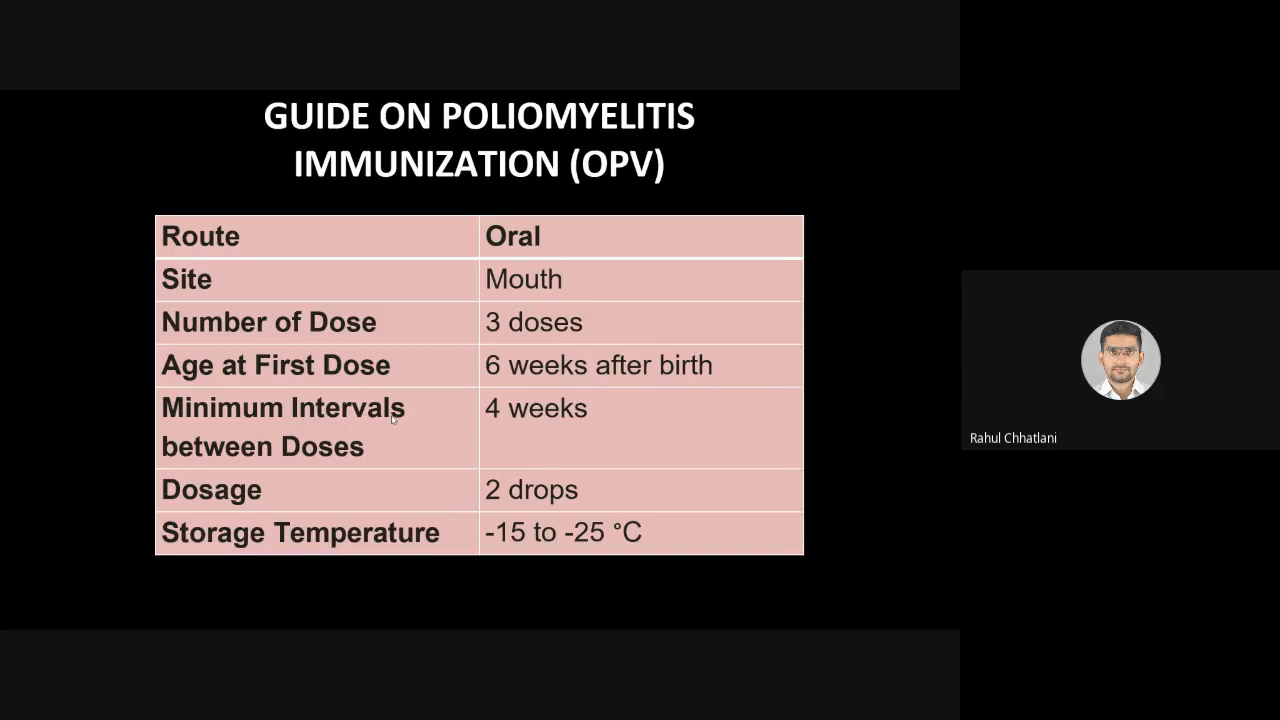 GUIDE ON POLIOMYELITIS
IMMUNIZATION (OPV)
Route Oral
Site Mouth
Number of Dose 3 doses
Age at First Dose 6 weeks after birth
Minimum Intervals 4 weeks
between Doses
Dosage 2 drops
Storage Temperature -15 to -25 °C
Rahul Chhatlani